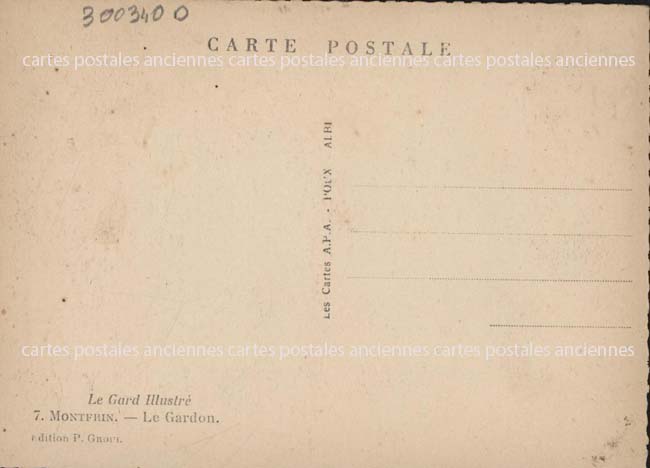 3003400
CARTE POSTALE
cartes postales anciennes cartes postales anciennes cartes postales anciennes
Les Cartes A.P.A. - POUX ALBI
cartes postales anciennes cartes postales anciennes cartes postales anciennes
Le Gard Illustré
7. MONTFRIN. — Le Gardon.
Edition P.